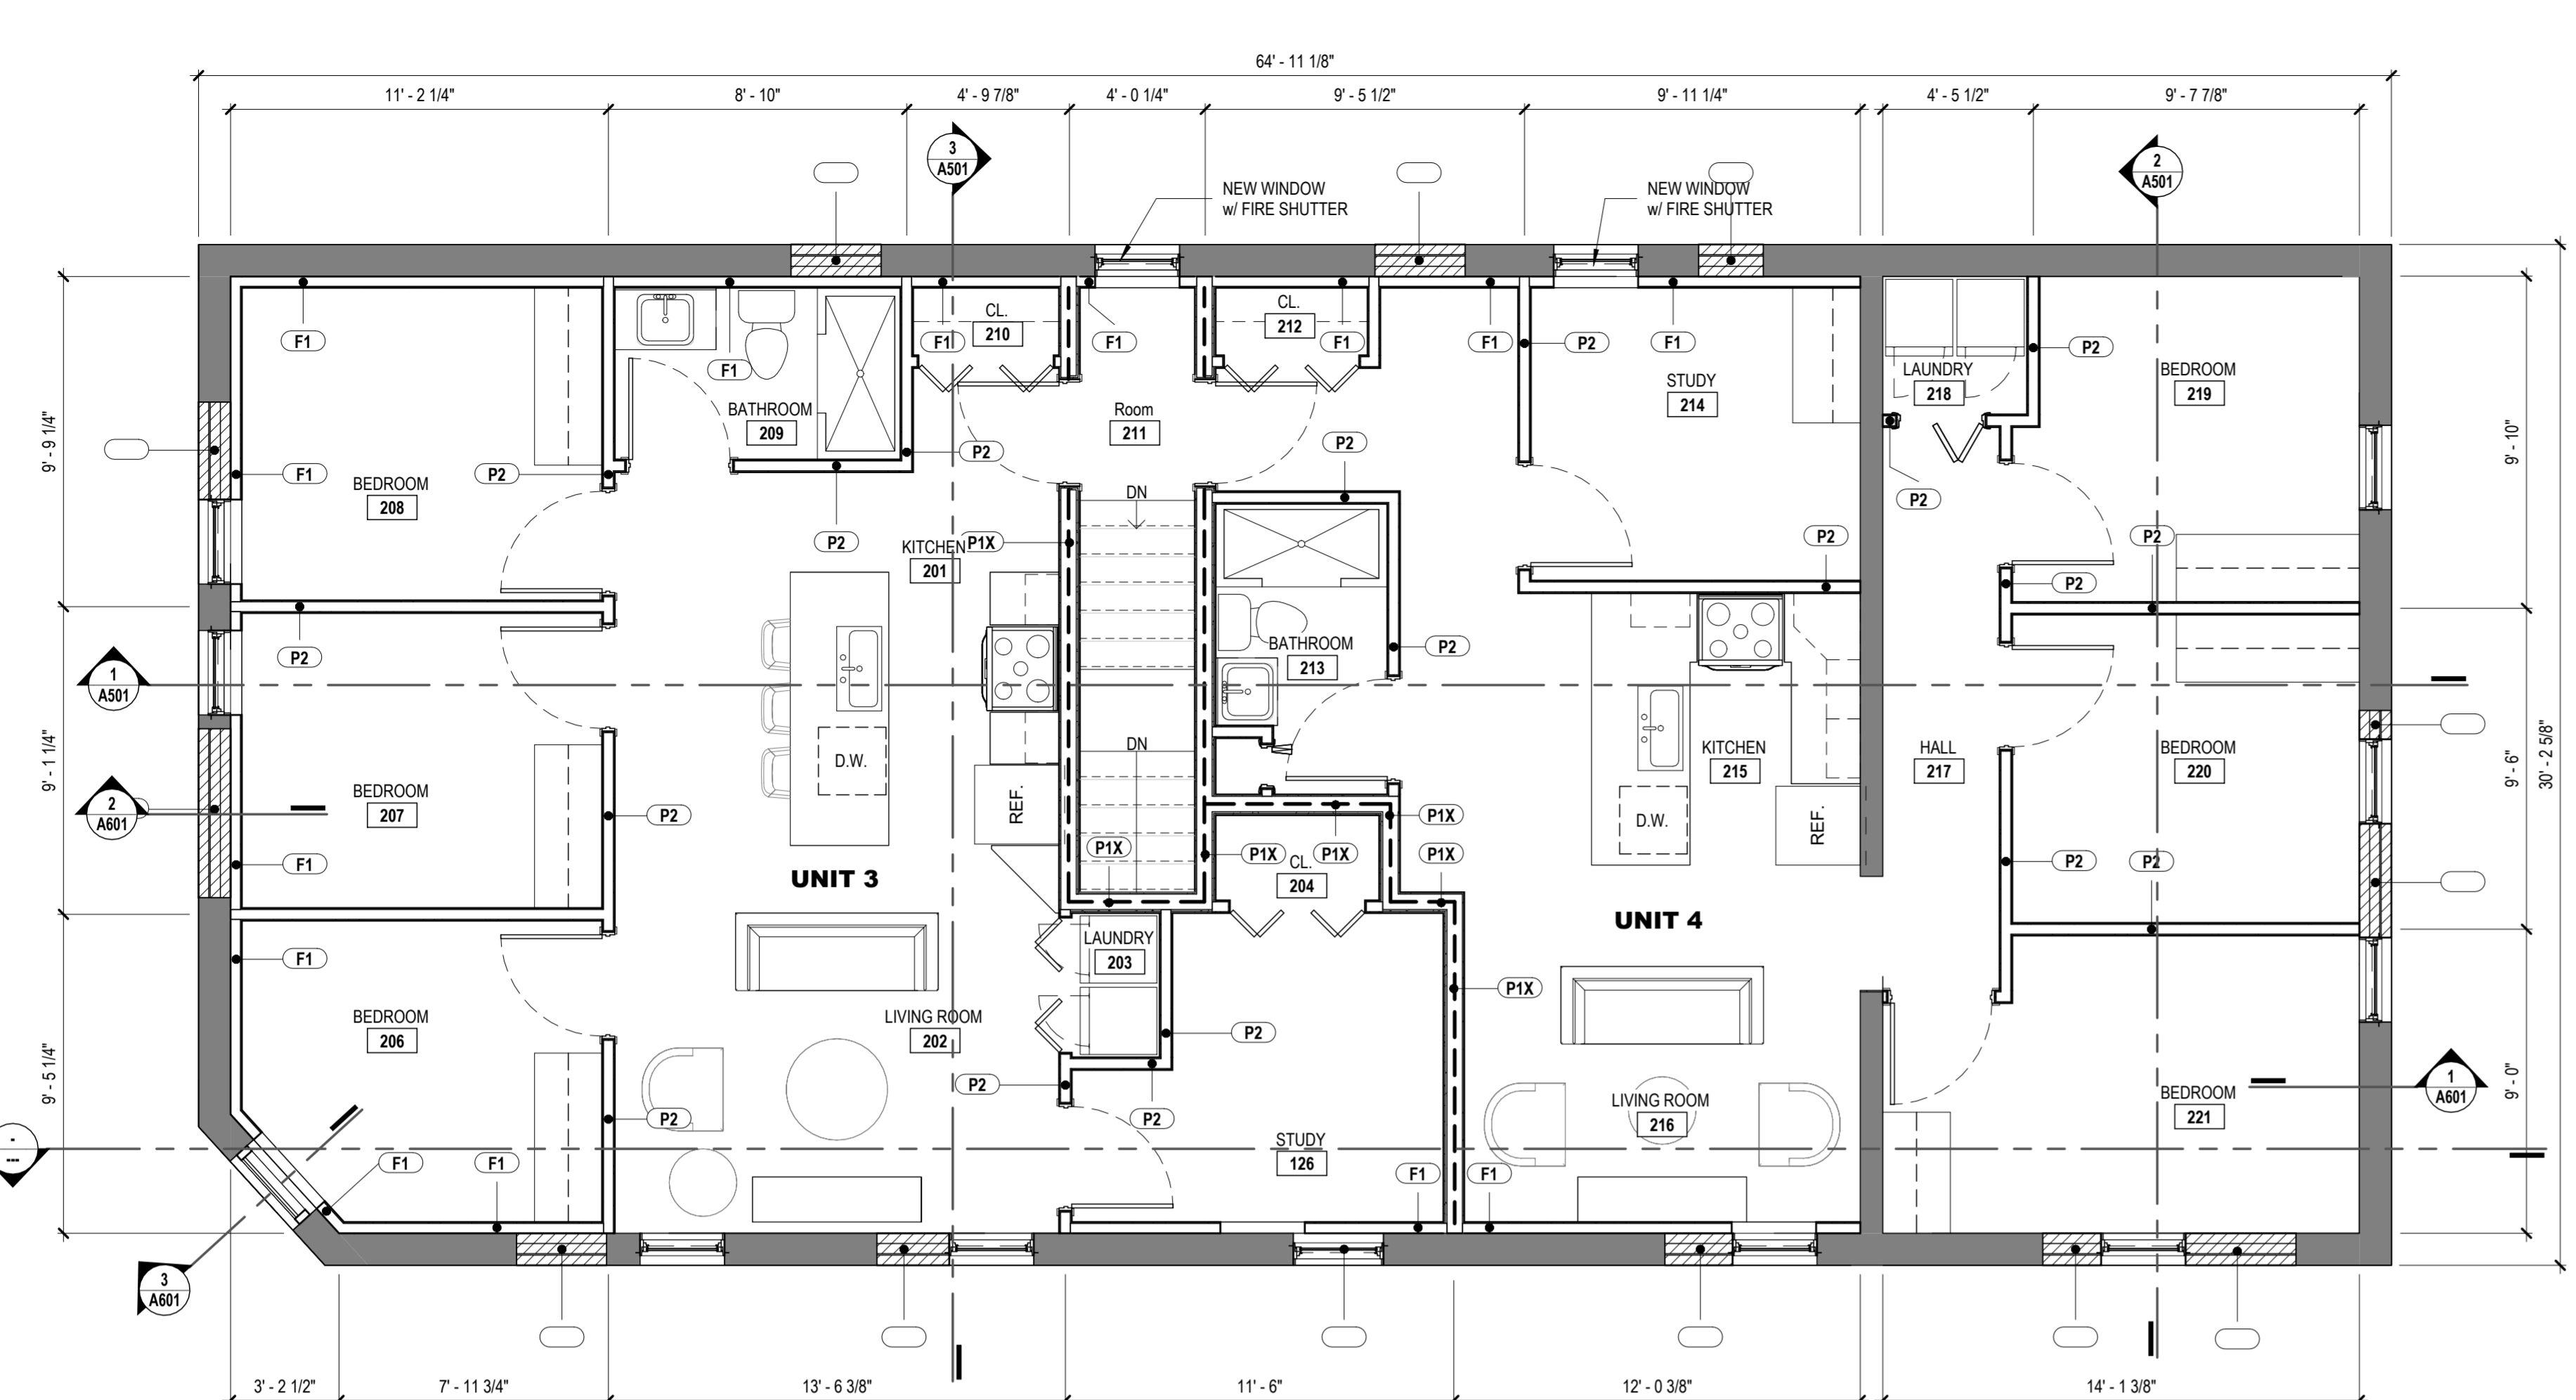 64' - 11 1/8"
11' - 2 1/4"
8' - 10"
4' - 9 7/8"
4' - 0 1/4"
9' - 5 1/2"
9' - 11 1/4"
4' - 5 1/2"
9' - 7 7/8"
3
A501
2
A501
NEW WINDOW
w/ FIRE SHUTTER
NEW WINDOW
w/ FIRE SHUTTER
F1
F1
F1
F1
F1
F1
F1
F1
P2
P2
CL.
210
CL.
212
STUDY
214
LAUNDRY
218
BEDROOM
219
BATHROOM
209
Room
211
9' - 9 1/4"
9' - 10"
F1
P2
P2
P2
P2
BEDROOM
208
DN
P2
KITCHEN
201
P1X
P2
P2
P2
P2
BATHROOM
213
P2
1
A501
9' - 1 1/4"
9' - 6"
30' - 2 5/8"
DN
D.W.
REF.
KITCHEN
215
D.W.
REF.
HALL
217
BEDROOM
220
BEDROOM
207
2
A601
P2
P1X
P1X
P1X
P1X
P1X
CL.
204
P2
P2
F1
UNIT 3
UNIT 4
LAUNDRY
203
F1
P1X
BEDROOM
206
LIVING ROOM
202
P2
P2
P2
P2
9' - 5 1/4"
9' - 0"
1
A601
LIVING ROOM
216
BEDROOM
221
STUDY
126
-
---
F1
F1
F1
F1
3
A601
3' - 2 1/2"
7' - 11 3/4"
13' - 6 3/8"
11' - 6"
12' - 0 3/8"
14' - 1 3/8"